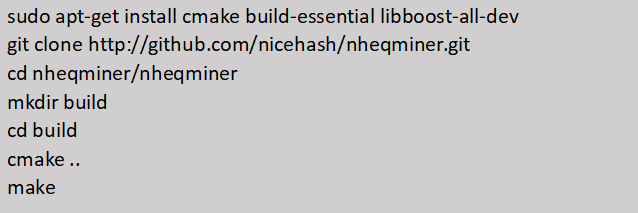 sudo apt-get install cmake build-essential libboost-all-dev
git clone http://github.com/nicehash/nheqminer.git
cd nheqminer/nheqminer
mkdir build
cd build
cmake ..
make